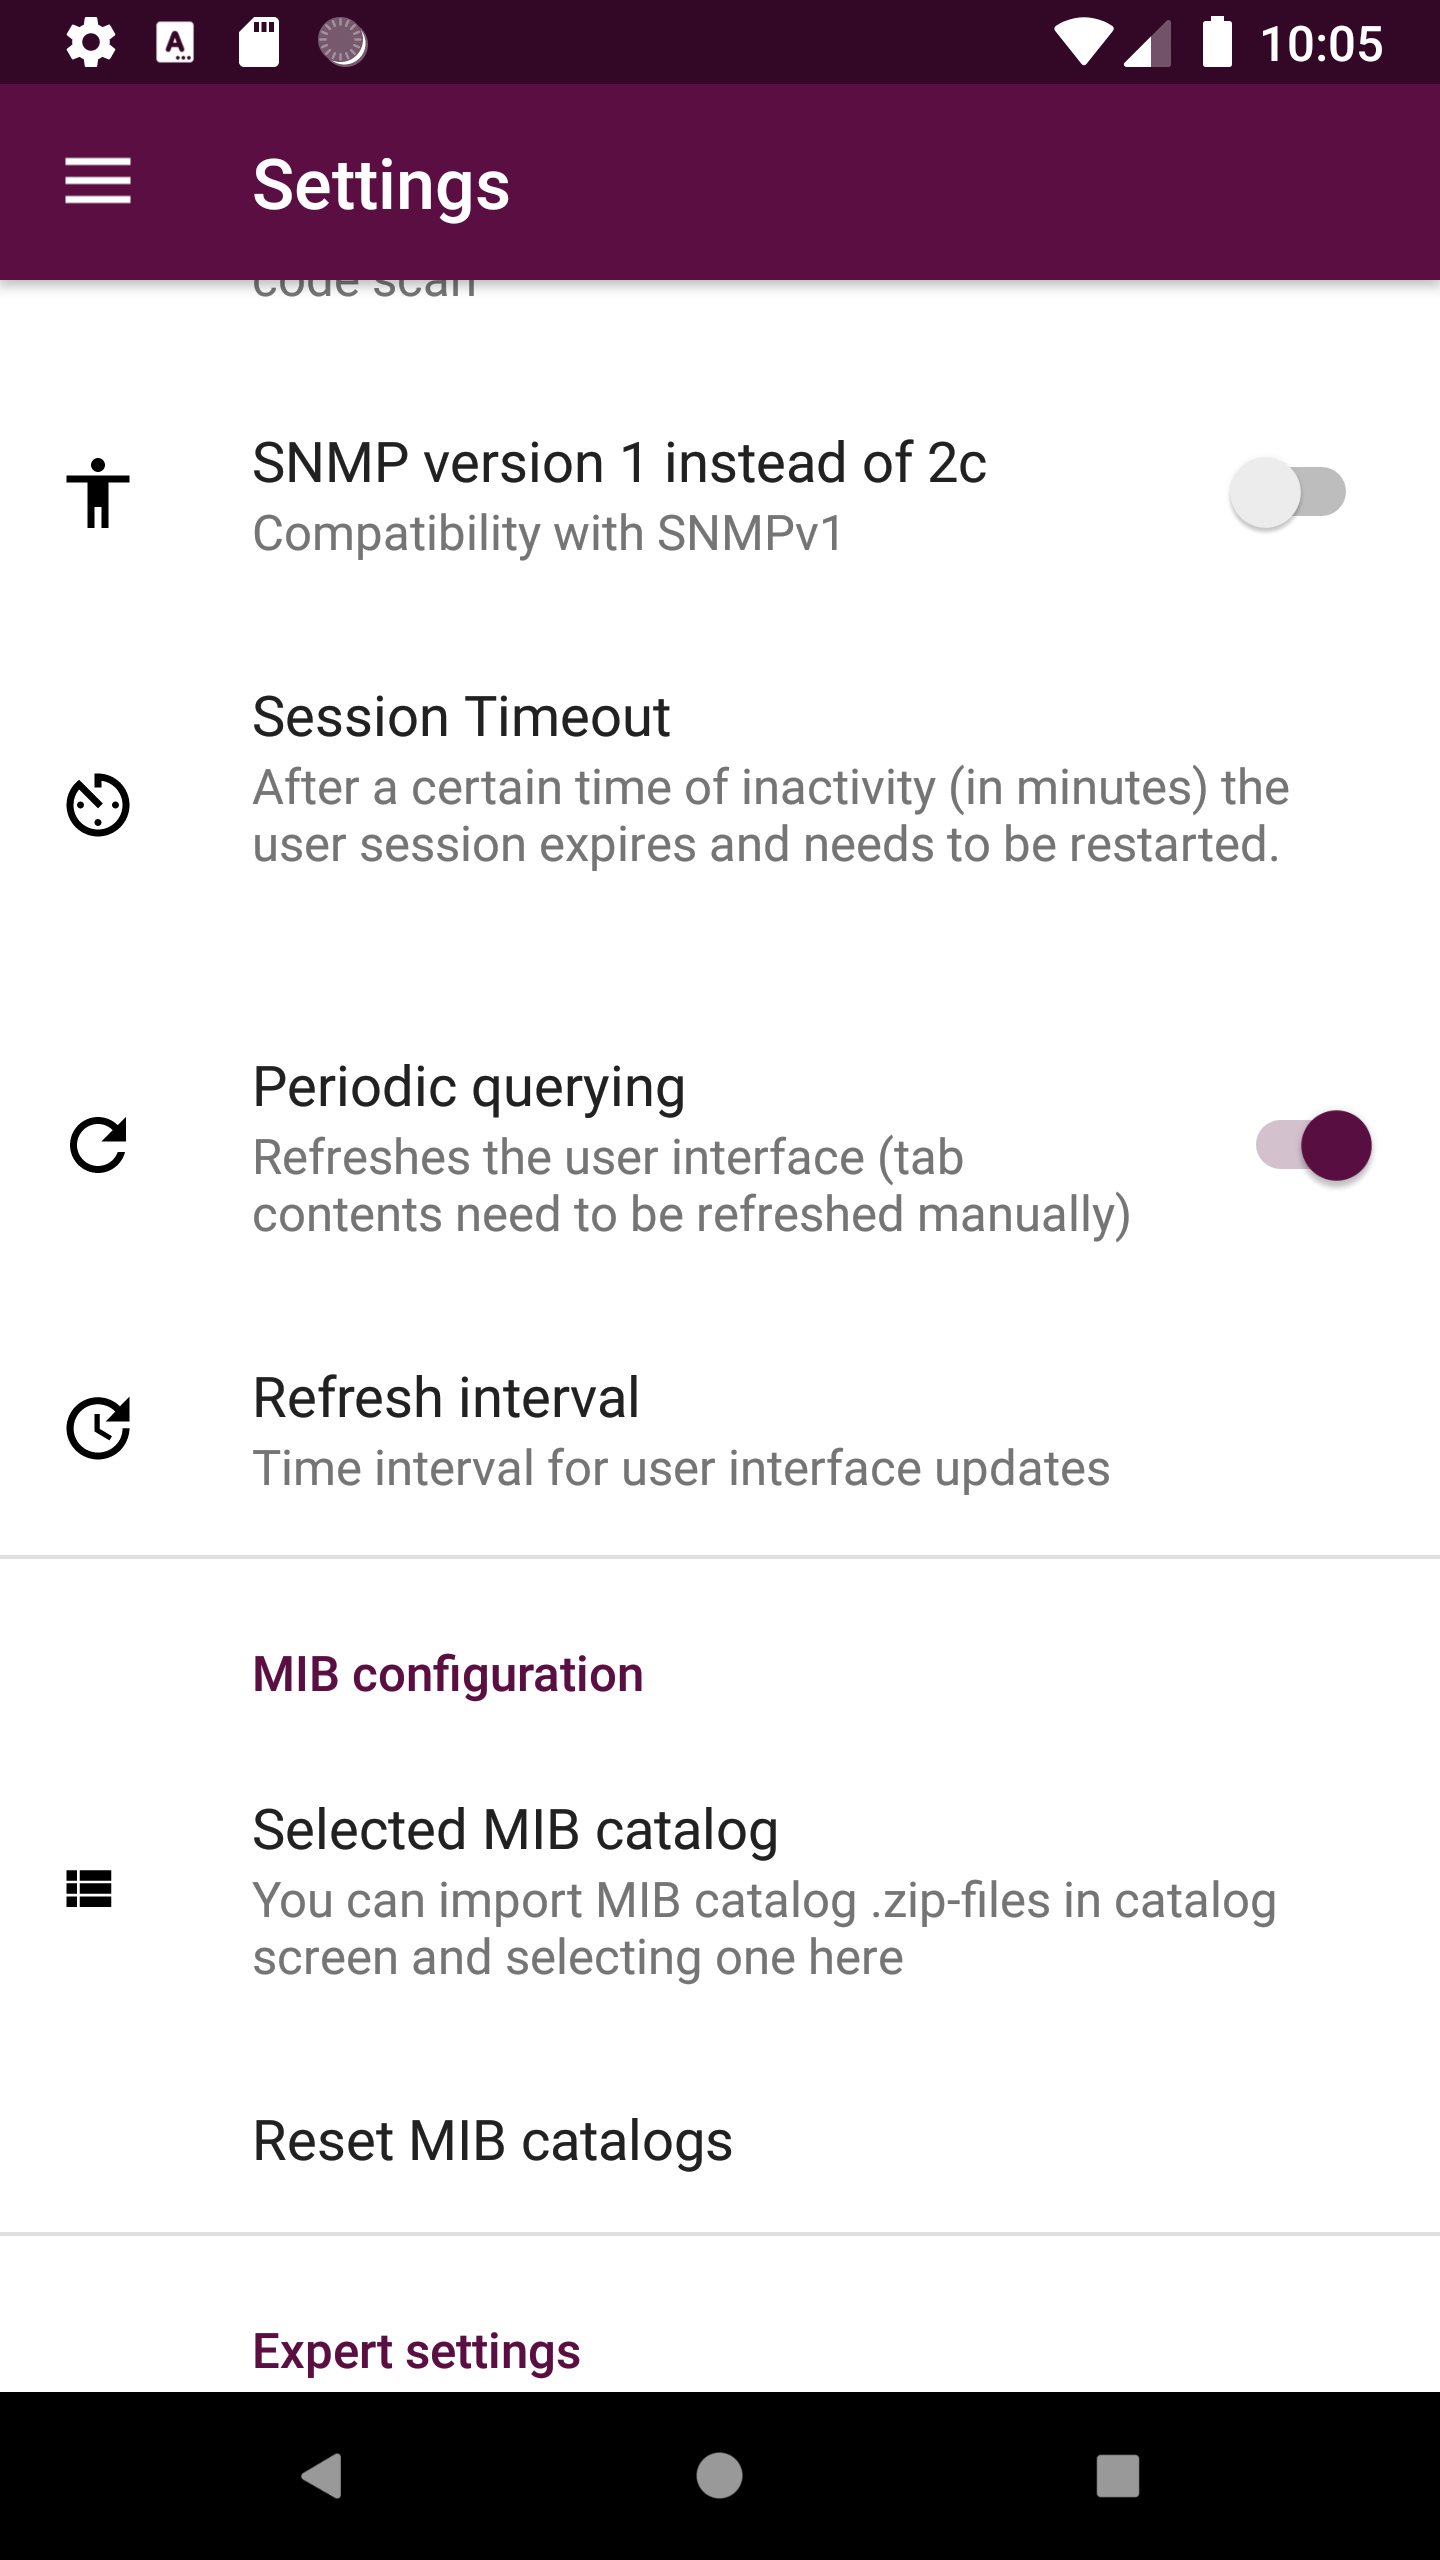 10:05
Settings
code scan
SNMP version 1 instead of 2c
Compatibility with SNMPv1
Session Timeout
After a certain time of inactivity (in minutes) the
user session expires and needs to be restarted.
Periodic querying
Refreshes the user interface (tab
contents need to be refreshed manually)
Refresh interval
Time interval for user interface updates
MIB configuration
Selected MIB catalog
You can import MIB catalog .zip-files in catalog
screen and selecting one here
Reset MIB catalogs
Expert settings